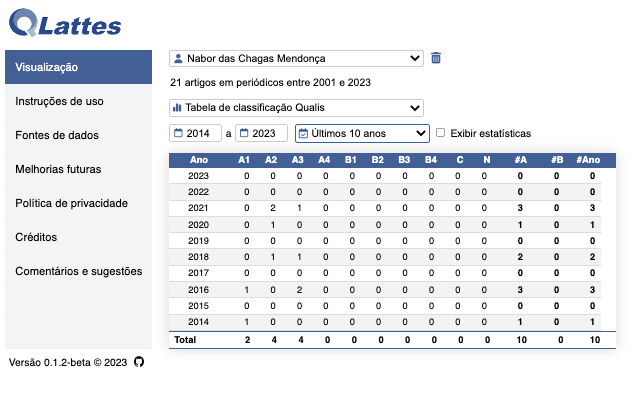 QLattes
Visualização
Instruções de uso
Fontes de dados
Melhorias futuras
Política de privacidade
Créditos
Comentários e sugestões
Versão 0.1.2-beta © 2023
Nabor das Chagas Mendonça
21 artigos em periódicos entre 2001 e 2023
Tabela de classificação Qualis
2014 a 2023 Últimos 10 anos Exibir estatísticas
Ano A1 A2 A3 A4 B1 B2 B3 B4 C N #A #B #Ano
2023 0 0 0 0 0 0 0 0 0 0 0 0 0
2022 0 0 0 0 0 0 0 0 0 0 0 0 0
2021 0 2 1 0 0 0 0 0 0 0 3 0 3
2020 0 1 0 0 0 0 0 0 0 0 1 0 1
2019 0 0 0 0 0 0 0 0 0 0 0 0 0
2018 0 1 1 0 0 0 0 0 0 0 2 0 2
2017 0 0 0 0 0 0 0 0 0 0 0 0 0
2016 1 0 2 0 0 0 0 0 0 0 3 0 3
2015 0 0 0 0 0 0 0 0 0 0 0 0 0
2014 1 0 0 0 0 0 0 0 0 0 1 0 1
Total 2 4 4 0 0 0 0 0 0 0 10 0 10